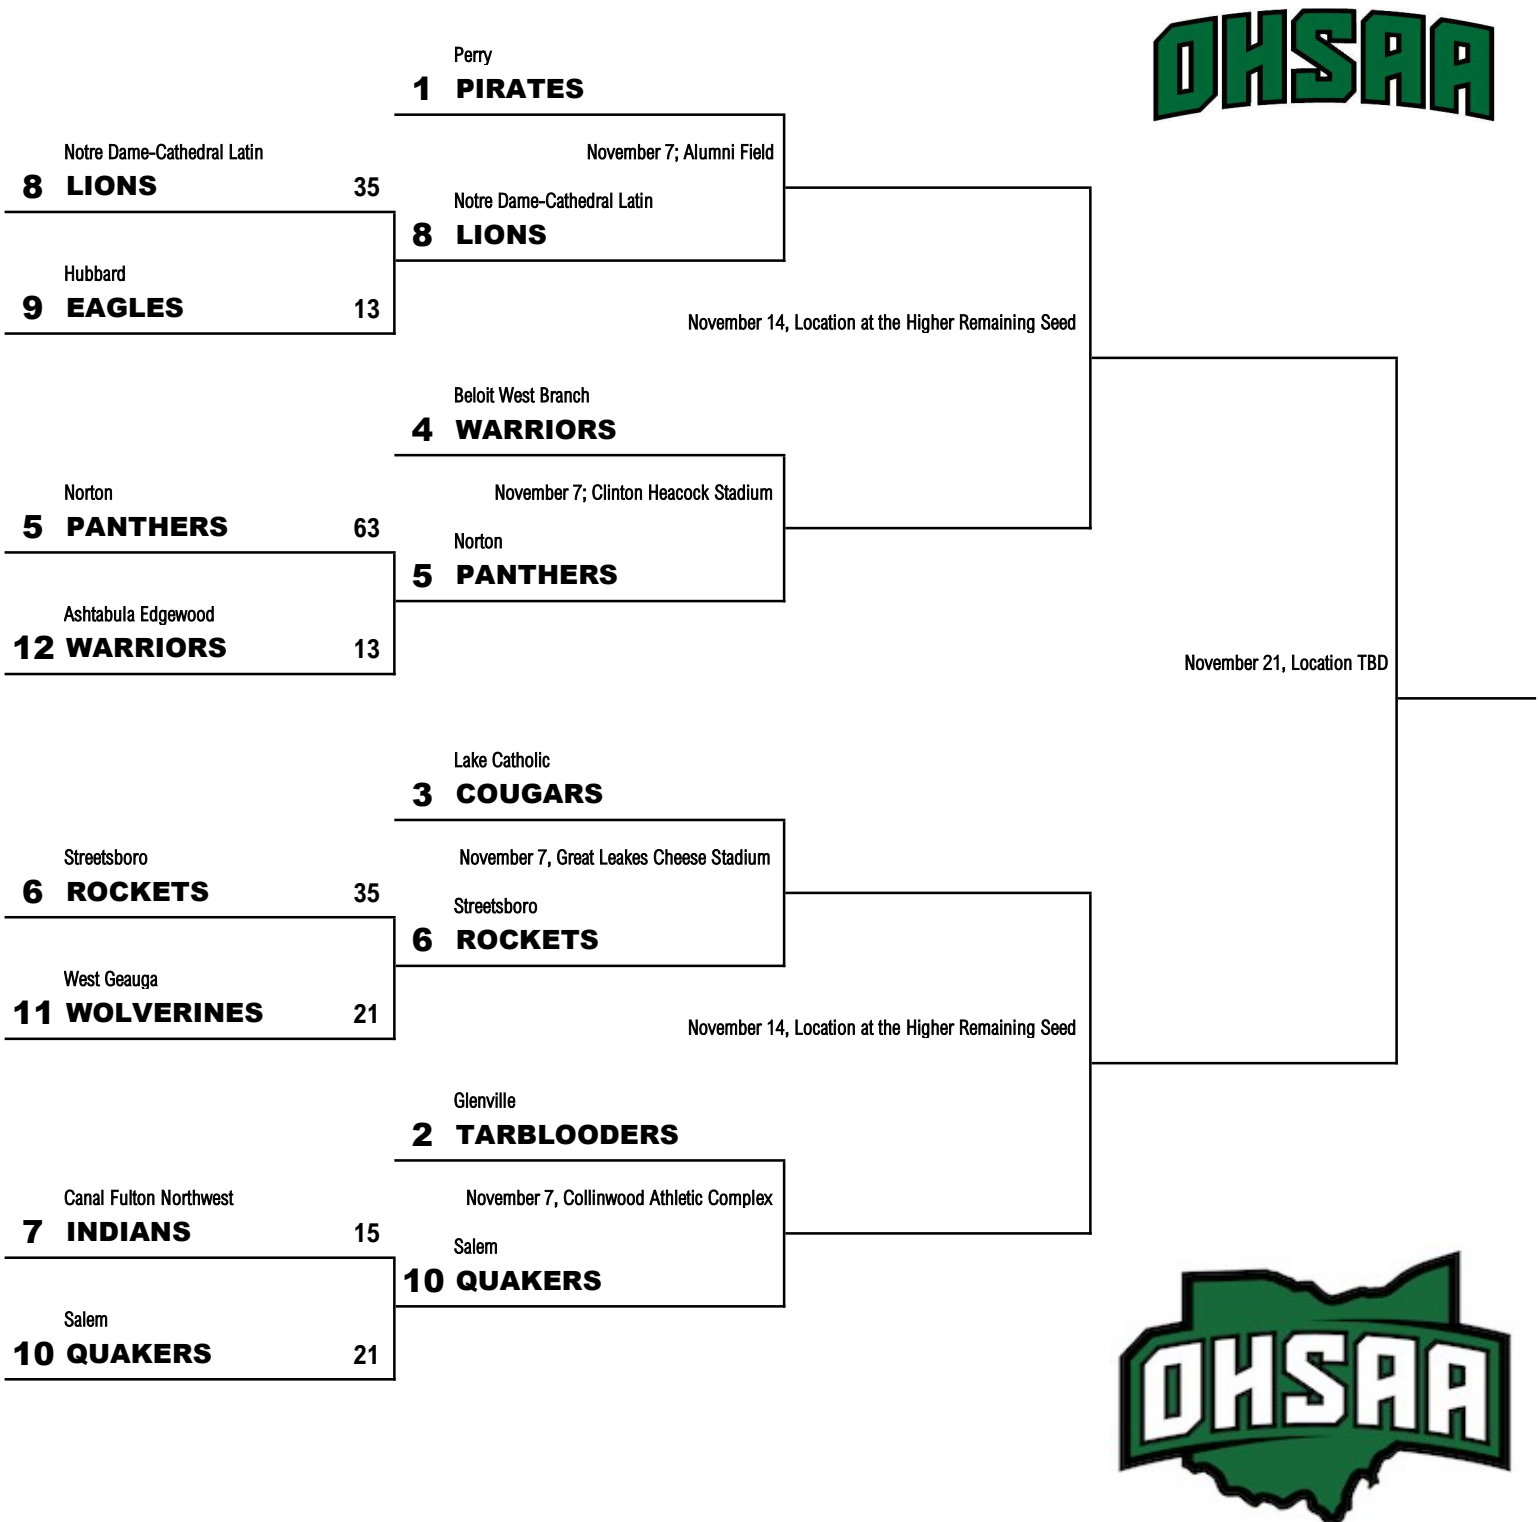 OHSAA
Perry
1 PIRATES
November 7; Alumni Field
Notre Dame-Cathedral Latin
8 LIONS 35
Notre Dame-Cathedral Latin
8 LIONS
Hubbard
9 EAGLES 13
November 14, Location at the Higher Remaining Seed
Beloit West Branch
4 WARRIORS
November 7; Clinton Heacock Stadium
Norton
5 PANTHERS 63
Norton
5 PANTHERS
Ashtabula Edgewood
12 WARRIORS 13
November 21, Location TBD
Lake Catholic
3 COUGARS
November 7, Great Leakes Cheese Stadium
Streetsboro
6 ROCKETS 35
Streetsboro
6 ROCKETS
West Geauga
11 WOLVERINES 21
November 14, Location at the Higher Remaining Seed
Glenville
2 TARBLOODERS
November 7, Collinwood Athletic Complex
Canal Fulton Northwest
7 INDIANS 15
Salem
10 QUAKERS
Salem
10 QUAKERS 21
OHSAA